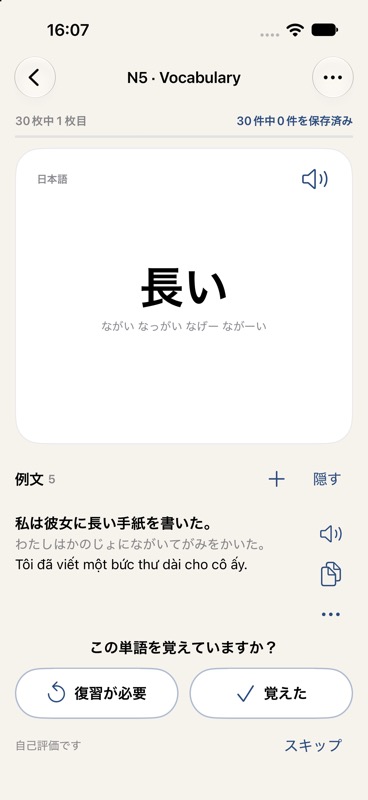 16:07
N5 · Vocabulary
30枚中1枚目
30件中0件を保存済み
日本語
長い
ながい なっがい なげー ながーい
例文 5
隠す
私は彼女に長い手紙を書いた。
わたしはかのじょにながいてがみをかいた。
Tôi đã viết một bức thư dài cho cô ấy.
この単語を覚えていますか？
復習が必要
覚えた
自己評価です
スキップ